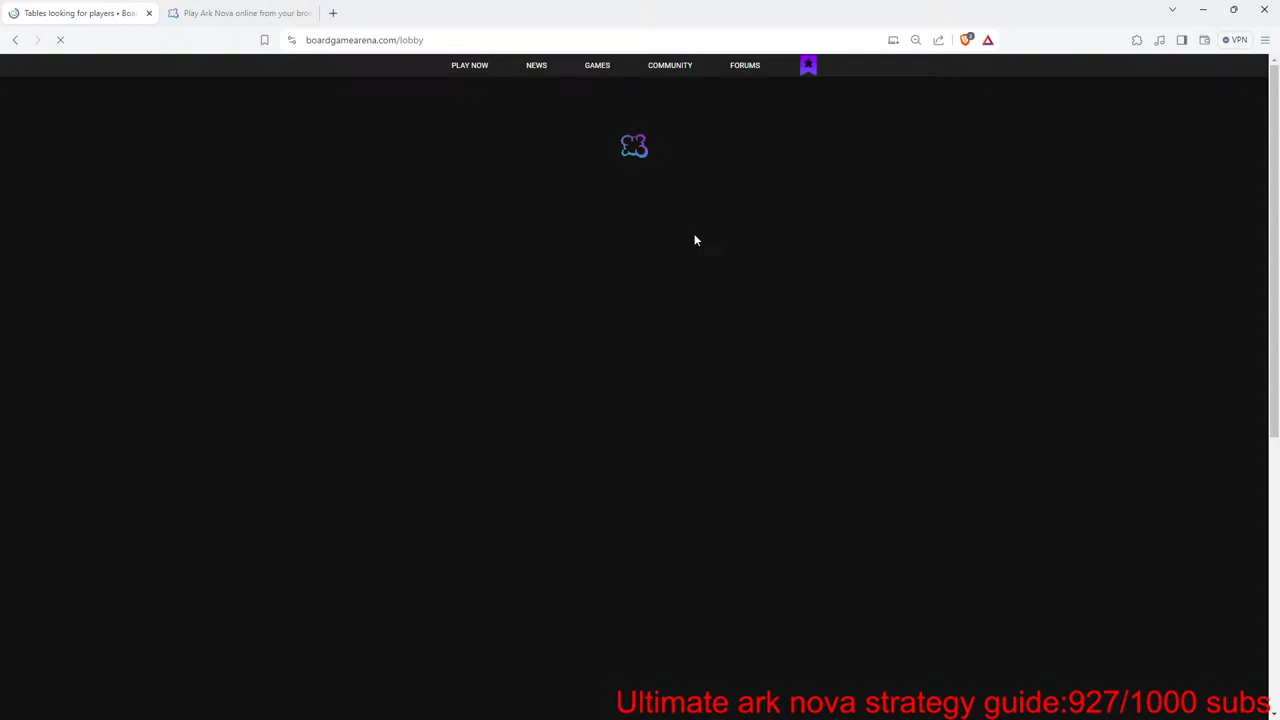 Tables looking for players • Boa
Play Ark Nova online from your bro
boardgamearena.com/lobby
2
VPN
PLAY NOW
NEWS
GAMES
COMMUNITY
FORUMS
Ultimate ark nova strategy guide:927/1000 subs